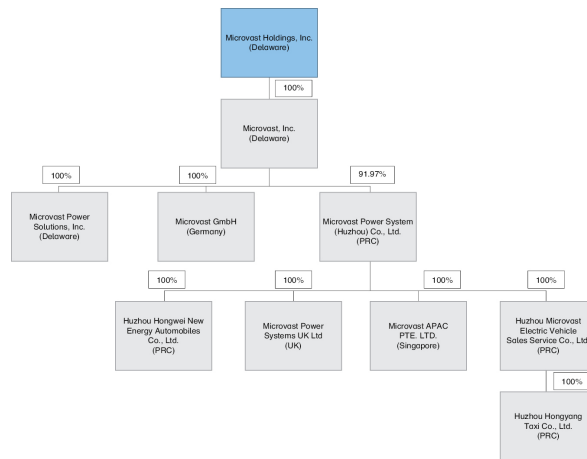 Microvast Holdings, Inc.
(Delaware)
100%
Microvast, Inc.
(Delaware)
100%
100%
91.97%
Microvast Power
Solutions, Inc.
(Delaware)
Microvast GmbH
(Germany)
Microvast Power System
(Huzhou) Co., Ltd.
(PRC)
100%
100%
100%
100%
Huzhou Hongwei New
Energy Automobiles
Co., Ltd.
(PRC)
Microvast Power
Systems UK Ltd
(UK)
Microvast APAC
PTE. LTD.
(Singapore)
Huzhou Microvast
Electric Vehicle
Sales Service Co., Ltd
(PRC)
100%
Huzhou Hongyang
Taxi Co., Ltd.
(PRC)